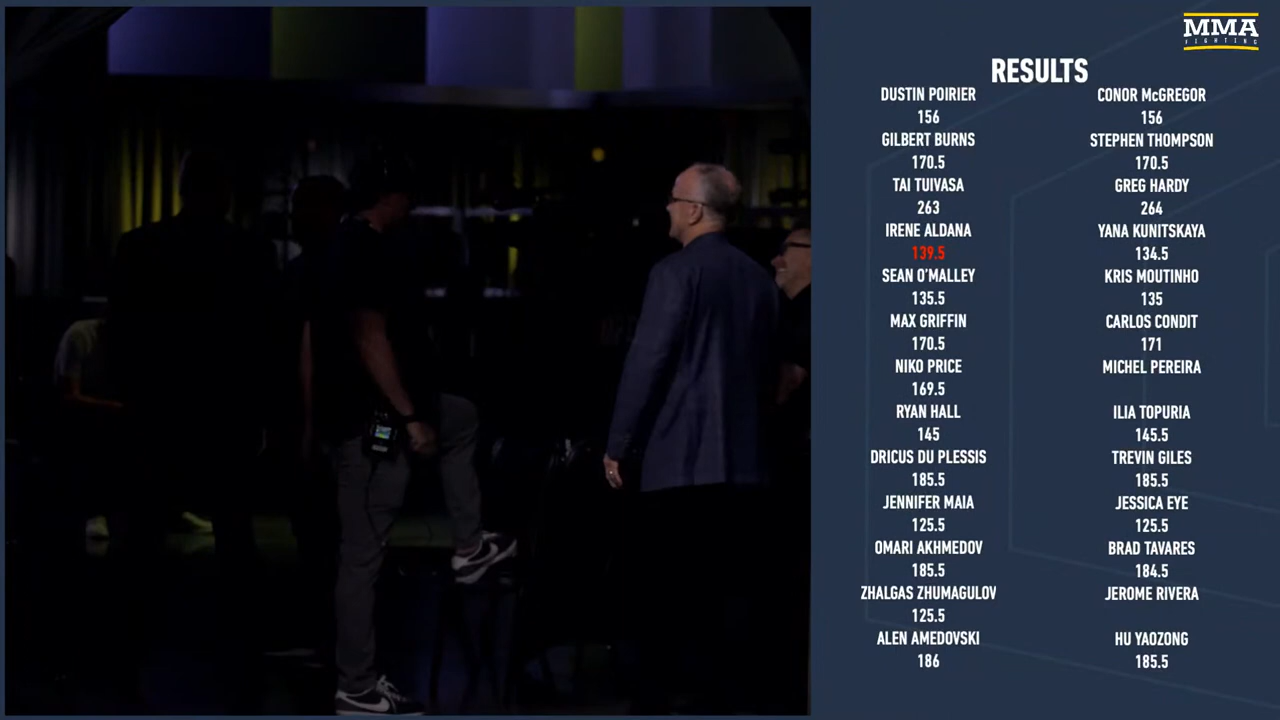 MMA
FIGHTING
RESULTS
DUSTIN POIRIER CONOR McGREGOR
156 156
GILBERT BURNS STEPHEN THOMPSON
170.5 170.5
TAI TUIVASA GREG HARDY
263 264
IRENE ALDANA YANA KUNITSKAYA
139.5 134.5
SEAN O'MALLEY KRIS MOUTINHO
135.5 135
MAX GRIFFIN CARLOS CONDIT
170.5 171
NIKO PRICE MICHEL PEREIRA
169.5
RYAN HALL ILIA TOPURIA
145 145.5
DRICUS DU PLESSIS TREVIN GILES
185.5 185.5
JENNIFER MAIA JESSICA EYE
125.5 125.5
OMARI AKHMEDOV BRAD TAVARES
185.5 184.5
ZHALGAS ZHUMAGULOV JEROME RIVERA
125.5
ALEN AMEDOVSKI HU YAOZONG
186 185.5